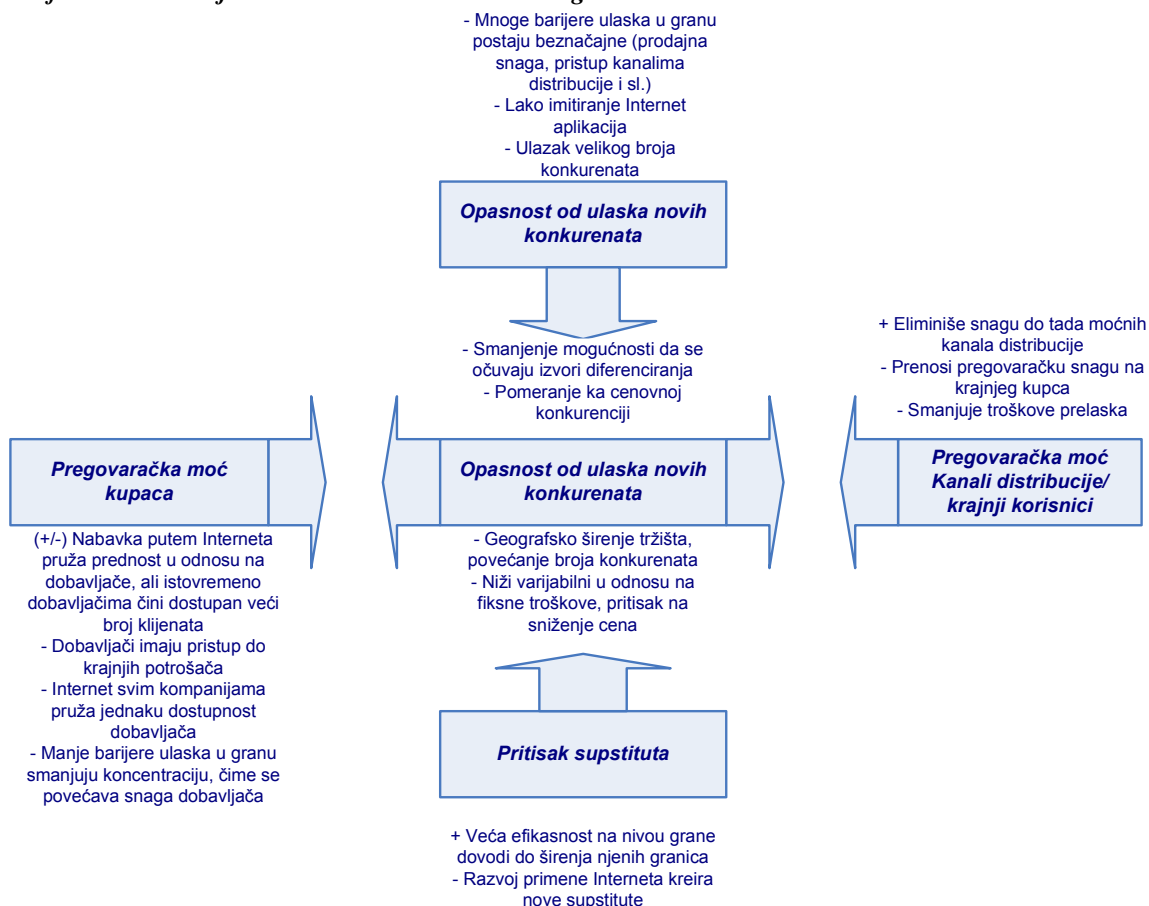 - Mnoge barijere ulaska u granu
postaju beznačajne (prodajna
snaga, pristup kanalima
distribucije i sl.)
- Lako imitiranje Internet
aplikacija
- Ulazak velikog broja
konkurenata
Opasnost od ulaska novih
konkurenata
- Smanjenje mogućnosti da se
očuvaju izvori diferenciranja
- Pomeranje ka cenovnoj
konkurenciji
+ Eliminiše snagu do tada moćnih
kanala distribucije
- Prenosi pregovaračku snagu na
krajnjeg kupca
- Smanjuje troškove prelaska
Pregovaračka moć
kupaca
Opasnost od ulaska novih
konkurenata
Pregovaračka moć
Kanali distribucije/
krajnji korisnici
(+/-) Nabavka putem Interneta
pruža prednost u odnosu na
dobavljače, ali istovremeno
dobavljačima čini dostupan veći
broj klijenata
- Dobavljači imaju pristup do
krajnjih potrošača
- Internet svim kompanijama
pruža jednaku dostupnost
dobavljača
- Manje barijere ulaska u granu
smanjuju koncentraciju, čime se
povećava snaga dobavljača
- Geografsko širenje tržišta,
povećanje broja konkurenata
- Niži varijabilni u odnosu na
fiksne troškove, pritisak na
sniženje cena
Pritisak supstituta
+ Veća efikasnost na nivou grane
dovodi do širenja njenih granica
- Razvoj primene Interneta kreira
nove supstitute